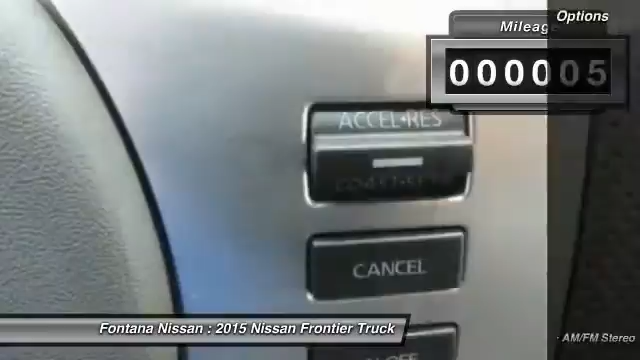 Options
Mileage
000005
ACCEL•RES
CANCEL
Fontana Nissan : 2015 Nissan Frontier Truck
· AM/FM Stereo